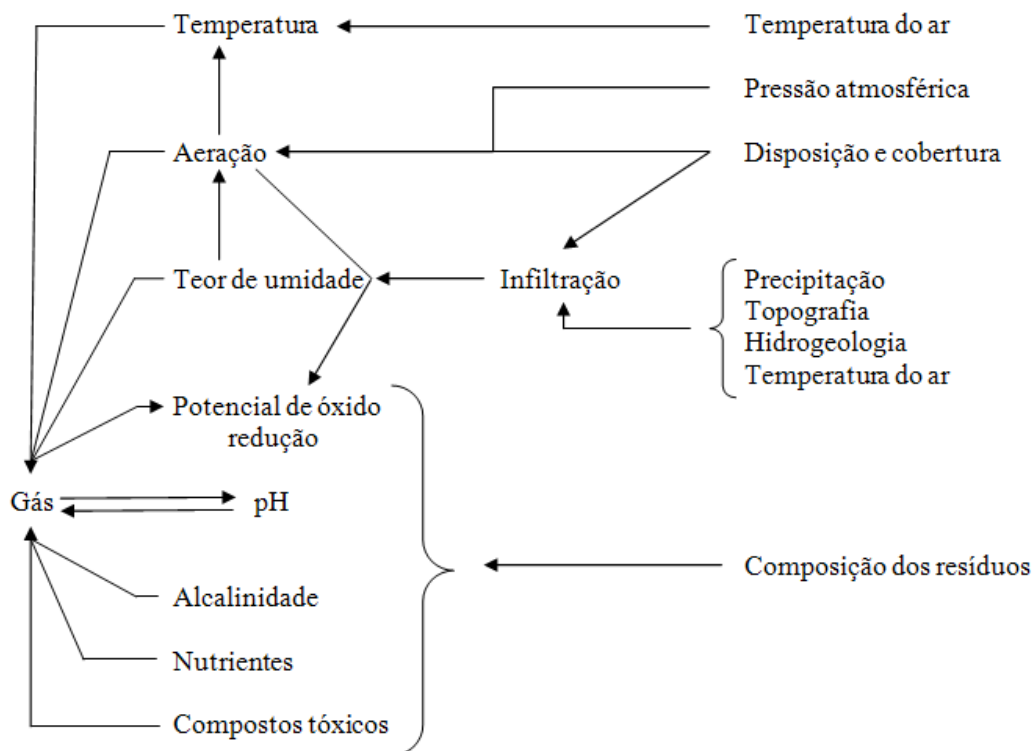 Temperatura
Temperatura do ar
Pressão atmosférica
Aeração
Disposição e cobertura
Teor de umidade
Infiltração
Precipitação
Topografia
Hidrogeologia
Temperatura do ar
Potencial de óxido
redução
Gás
pH
Composição dos resíduos
Alcalinidade
Nutrientes
Compostos tóxicos